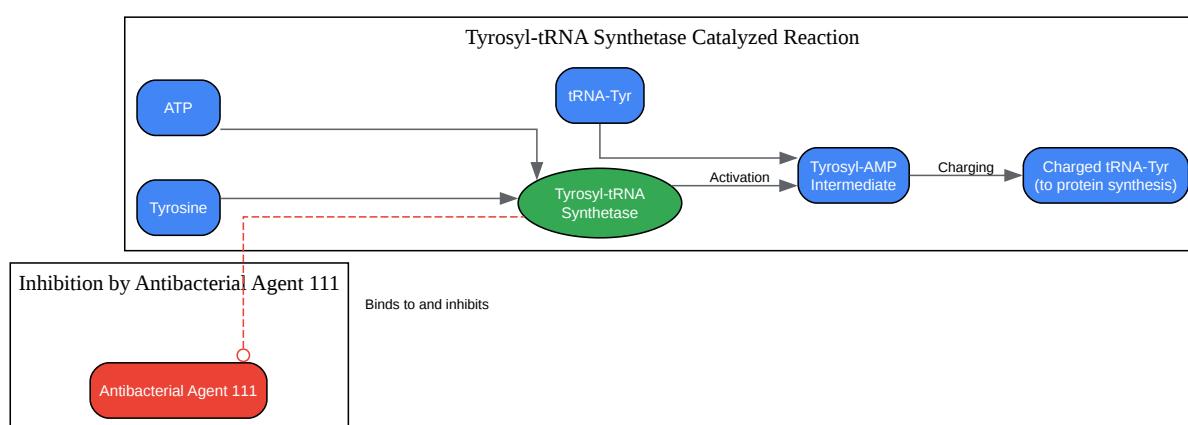 Tyrosyl-tRNA Synthetase Catalyzed Reaction
ATP
tRNA-Tyr
Tyrosine
Tyrosyl-tRNA
Synthetase
Activation
Tyrosyl-AMP
Intermediate
Charging
Charged tRNA-Tyr
(to protein synthesis)
Inhibition by Antibacterial Agent 111
Binds to and inhibits
Antibacterial Agent 111